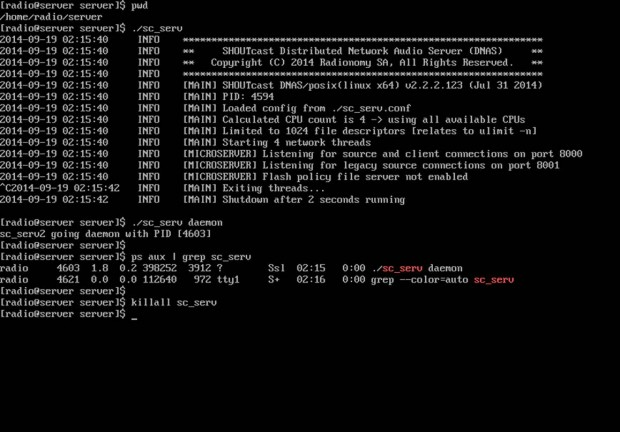 [radio@server server]$ pwd
/home/radio/server
[radio@server server]$ ./sc_serv
2014-09-19 02:15:40 INFO ****************************************************************
2014-09-19 02:15:40 INFO ** SHOUTcast Distributed Network Audio Server (DNAS) **
2014-09-19 02:15:40 INFO ** Copyright (C) 2014 Radionomy SA, All Rights Reserved. **
2014-09-19 02:15:40 INFO ****************************************************************
2014-09-19 02:15:40 INFO [MAIN] SHOUTcast DNAS/posix(linux x64) v2.2.2.123 (Jul 31 2014)
2014-09-19 02:15:40 INFO [MAIN] PID: 4594
2014-09-19 02:15:40 INFO [MAIN] Loaded config from ./sc_serv.conf
2014-09-19 02:15:40 INFO [MAIN] Calculated CPU count is 4 -> using all available CPUs
2014-09-19 02:15:40 INFO [MAIN] Limited to 1024 file descriptors [relates to ulimit -n]
2014-09-19 02:15:40 INFO [MAIN] Starting 4 network threads
2014-09-19 02:15:40 INFO [MICROSERVER] Listening for source and client connections on port 8000
2014-09-19 02:15:40 INFO [MICROSERVER] Listening for legacy source connections on port 8001
2014-09-19 02:15:40 INFO [MICROSERVER] Flash policy file server not enabled
^C2014-09-19 02:15:42 INFO [MAIN] Exiting threads...
2014-09-19 02:15:42 INFO [MAIN] Shutdown after 2 seconds running
[radio@server server]$
[radio@server server]$ ./sc_serv daemon
sc_serv2 going daemon with PID [4603]
[radio@server server]$
[radio@server server]$ ps aux | grep sc_serv
radio 4603 1.8 0.2 398252 3912 ? Ssl 02:15 0:00 ./sc_serv daemon
radio 4621 0.0 0.0 112640 972 tty1 S+ 02:16 0:00 grep --color=auto sc_serv
[radio@server server]$
[radio@server server]$ killall sc_serv
[radio@server server]$ _